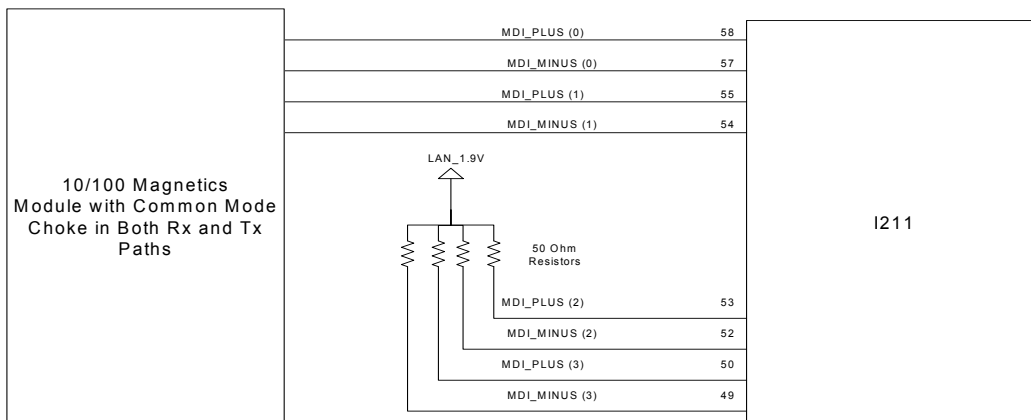 MDI_PLUS (0) 58
MDI_MINUS (0) 57
MDI_PLUS (1) 55
MDI_MINUS (1) 54
10/100 Magnetics
Module with Common Mode
Choke in Both Rx and Tx
Paths
LAN_1.9V
50 Ohm
Resistors
I211
MDI_PLUS (2) 53
MDI_MINUS (2) 52
MDI_PLUS (3) 50
MDI_MINUS (3) 49